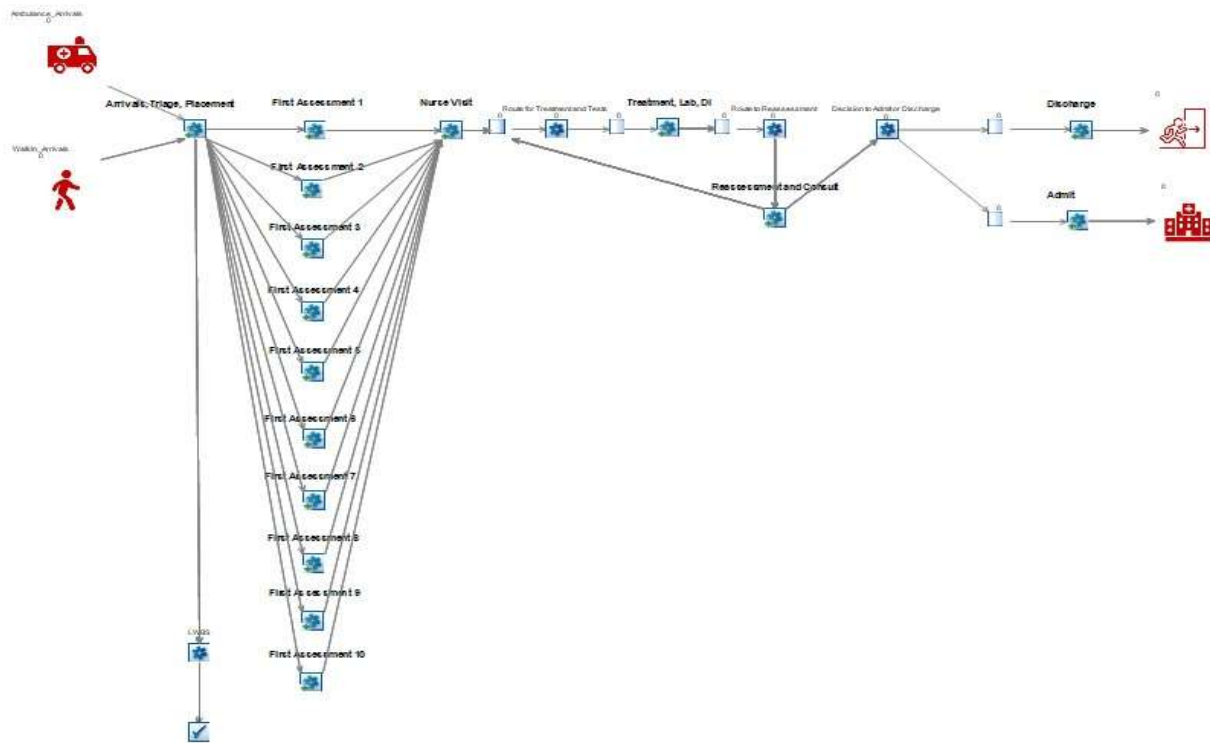 Ambulance_Arrivals
0
Arrivals, Triage, Placement
First Assessment 1
Nurse Visit
0
Route for Treatment and Tests
0
0
Treatment, Lab, DI
0
Route to Reassessment
0
Decision to Admit or Discharge
0
0
Discharge
0
Walkin_Arrivals
0
First Assessment 2
Reassessment and Consult
0
Admit
0
First Assessment 3
First Assessment 4
First Assessment 5
First Assessment 6
First Assessment 7
First Assessment 8
First Assessment 9
LWBS
First Assessment 10